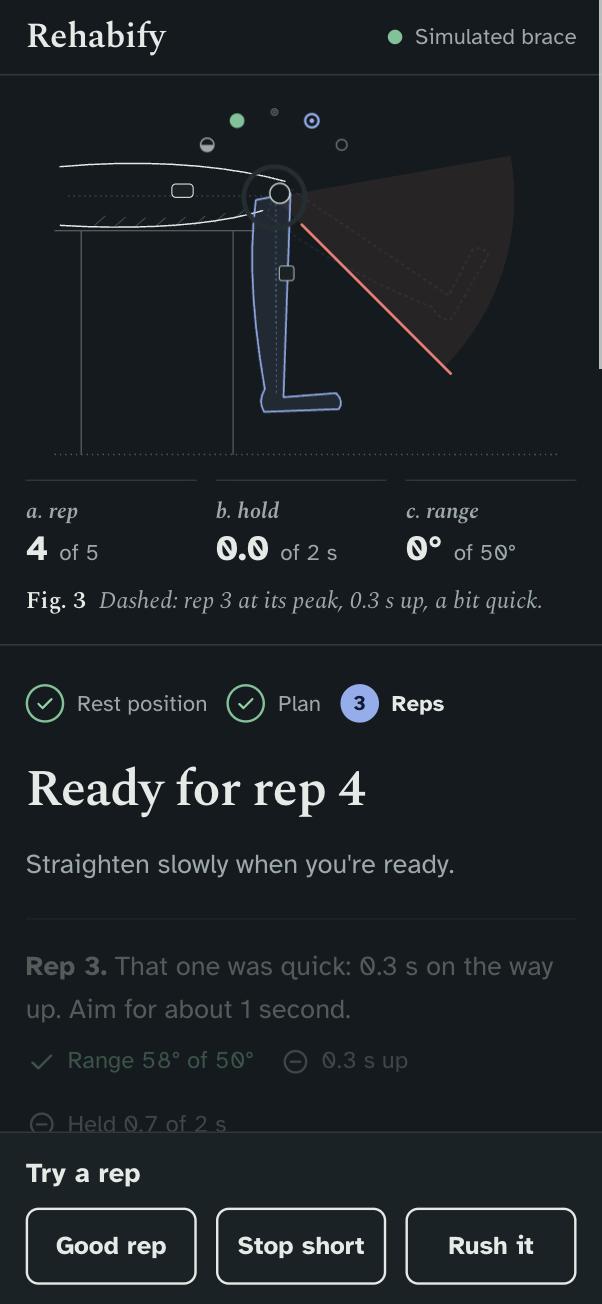 Rehabify
Simulated brace
a. rep
b. hold
c. range
4 of 5
0.0 of 2 s
0° of 50°
Fig. 3 Dashed: rep 3 at its peak, 0.3 s up, a bit quick.
Rest position
Plan
3 Reps
Ready for rep 4
Straighten slowly when you're ready.
Rep 3. That one was quick: 0.3 s on the way
up. Aim for about 1 second.
Range 58° of 50°
0.3 s up
Held 0.7 of 2 s
Try a rep
Good rep
Stop short
Rush it